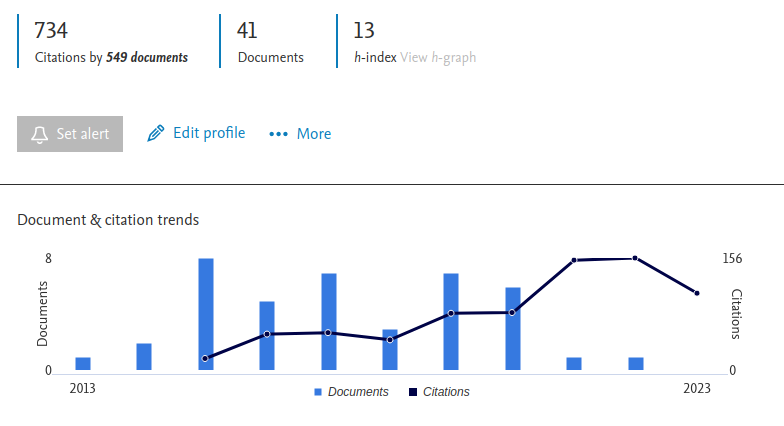 734
41
13
Citations by 549 documents
Documents
h-index View h-graph
Set alert
Edit profile
More
Document & citation trends
8
156
Documents
Citations
0
0
2013
2023
Documents
Citations